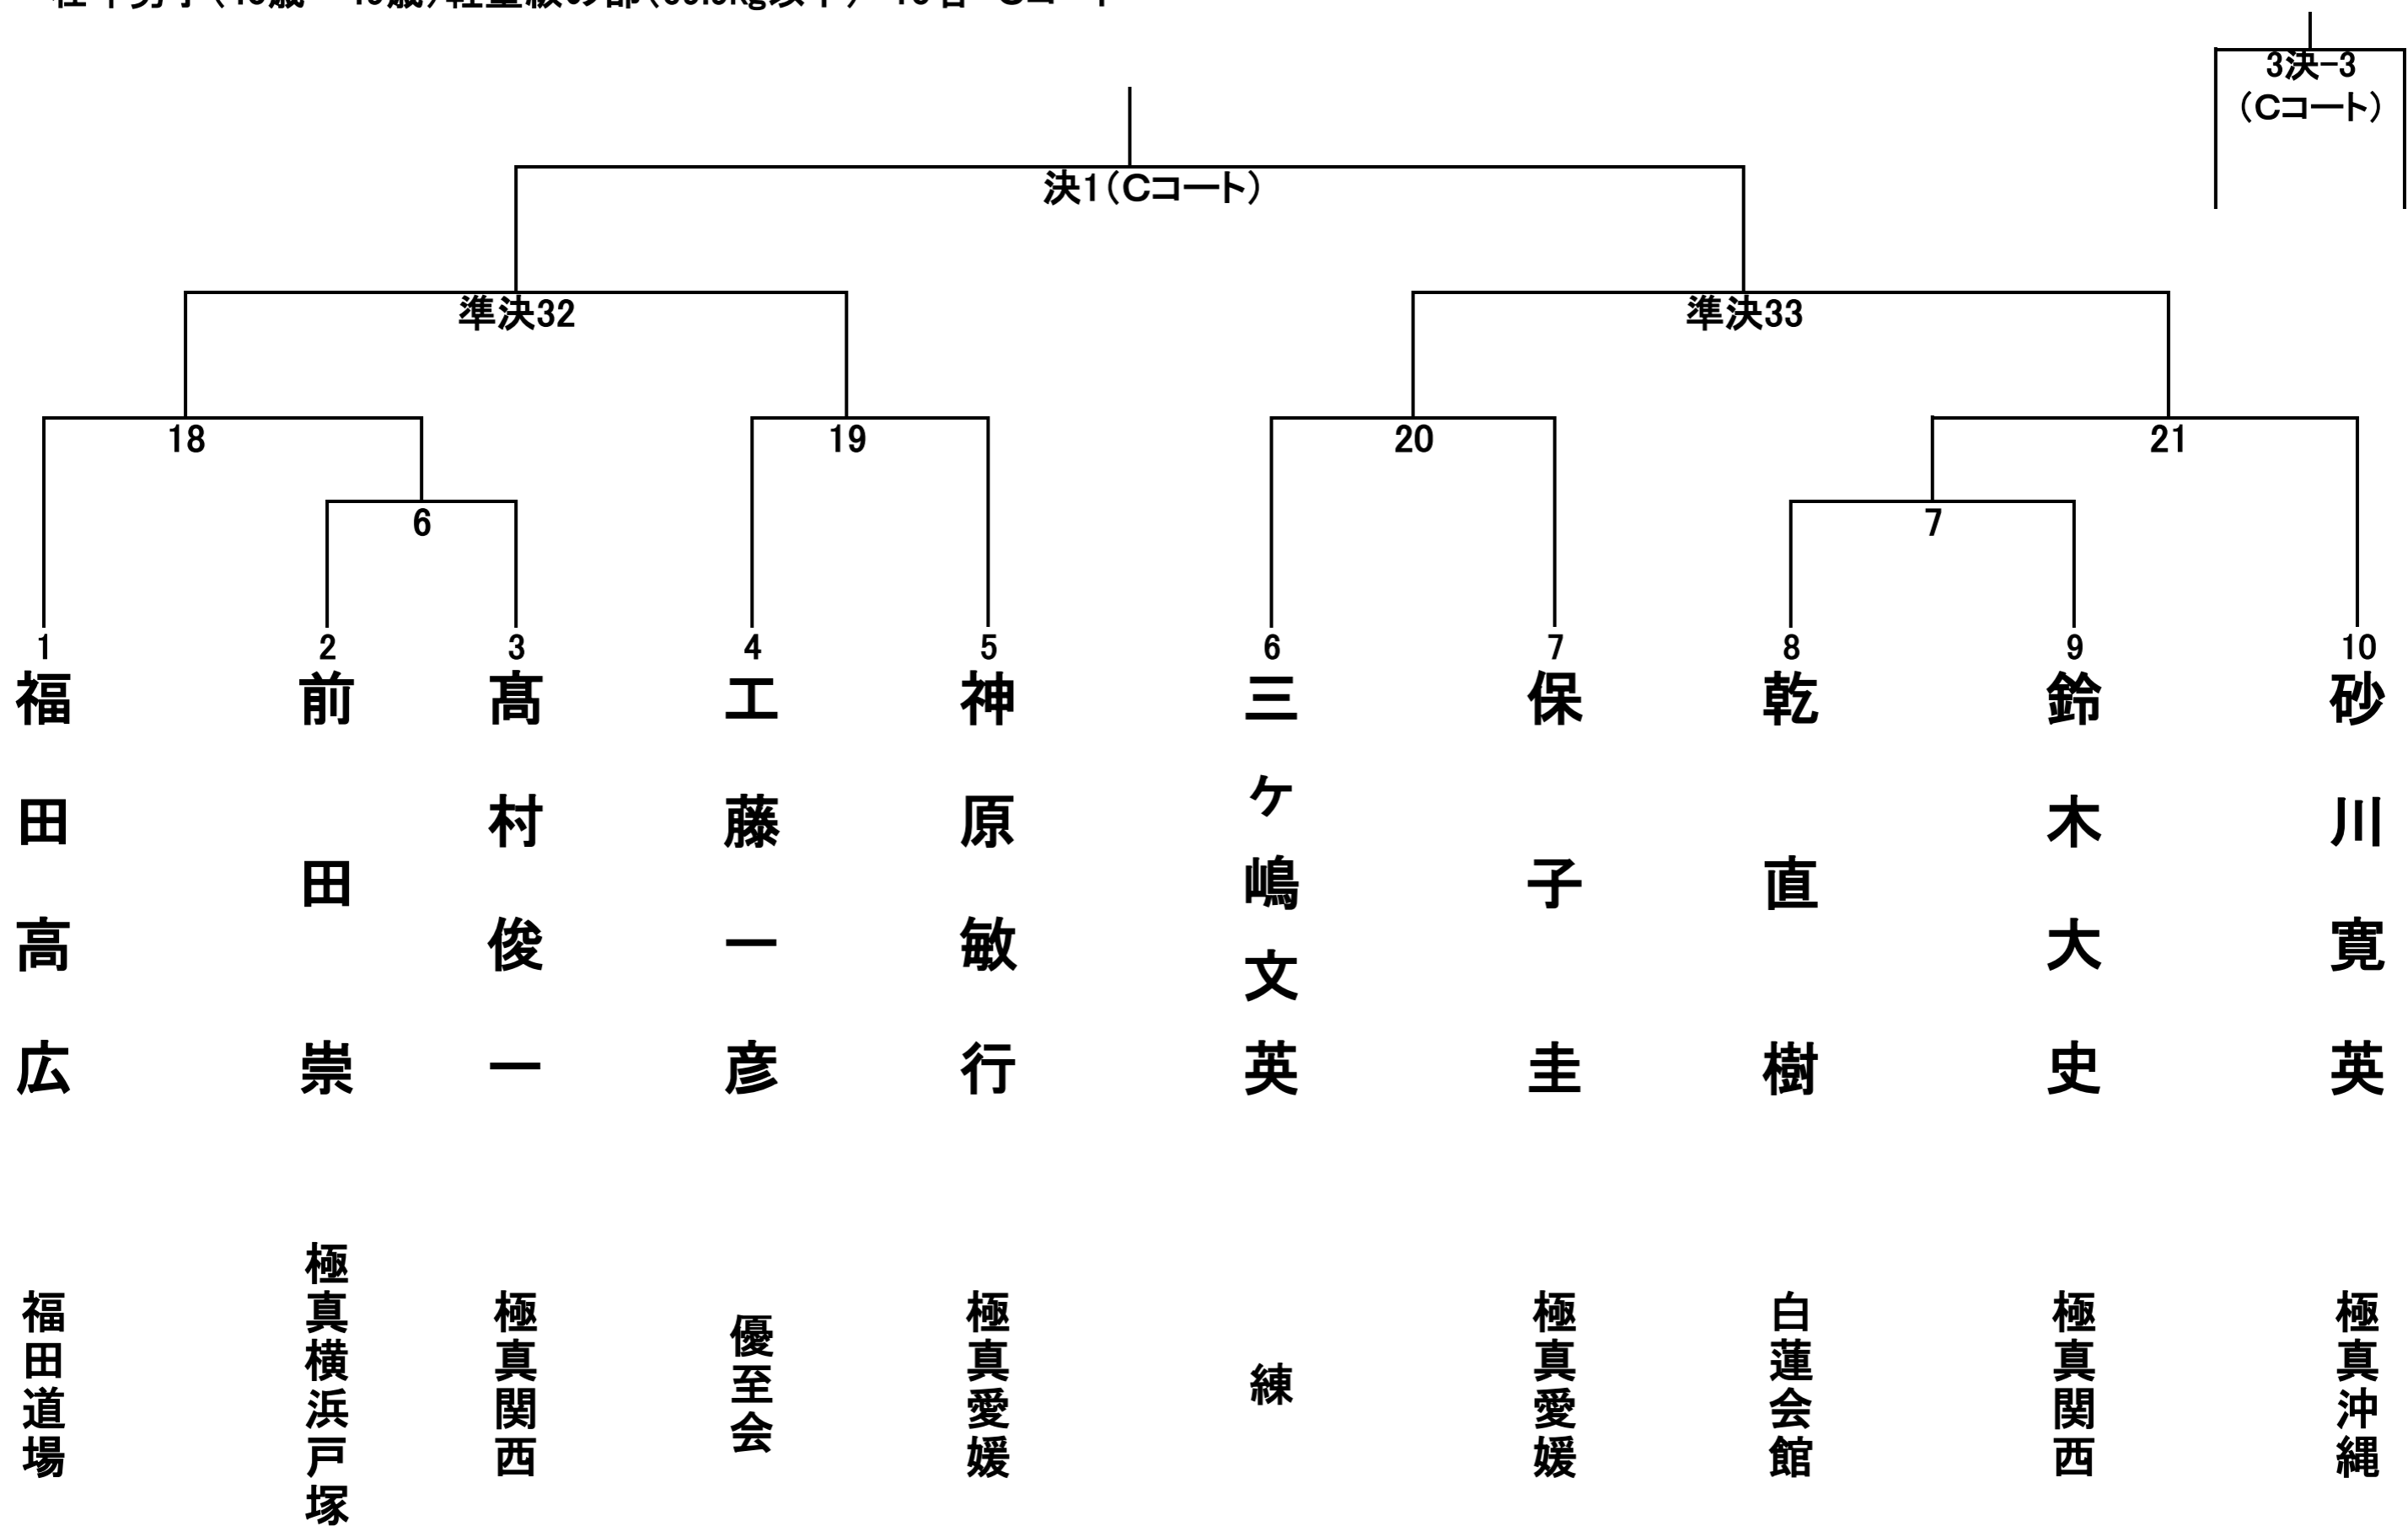 3決-3
（Cコート）
決1（Cコート）
準決32
準決33
18
19
20
21
6
7
1
2
3
4
5
6
7
8
9
10
福田高広
前田崇
髙村俊一
工藤一彦
神原敏行
三ケ嶋文英
保子圭
乾直樹
鈴木大史
砂川寛英
福田道場
極真横浜戸塚
極真関西
優至会
極真愛媛
練
極真愛媛
白蓮会館
極真関西
極真沖縄